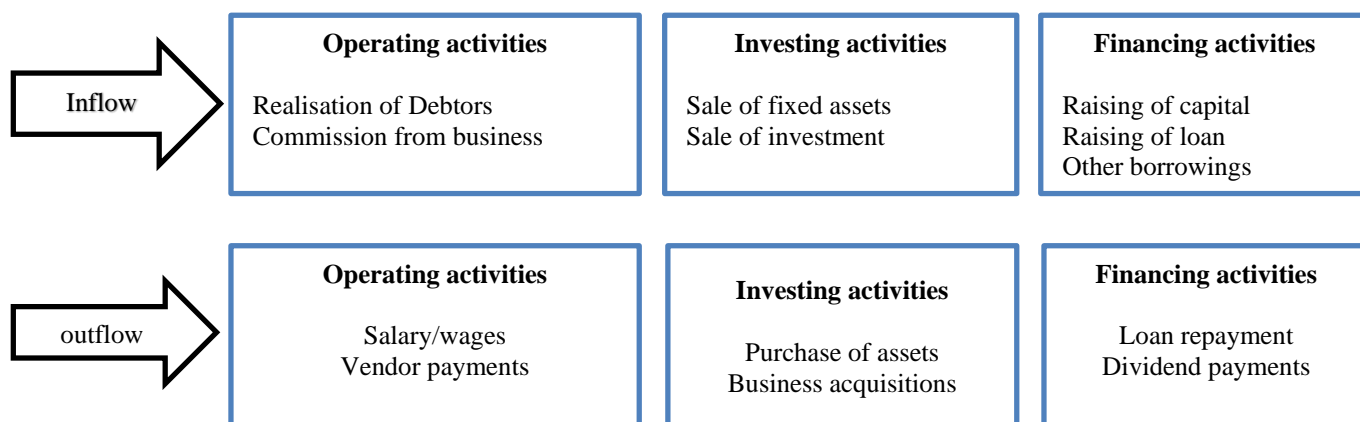 Inflow
Operating activities
Realisation of Debtors
Commission from business
Investing activities
Sale of fixed assets
Sale of investment
Financing activities
Raising of capital
Raising of loan
Other borrowings
outflow
Operating activities
Salary/wages
Vendor payments
Investing activities
Purchase of assets
Business acquisitions
Financing activities
Loan repayment
Dividend payments